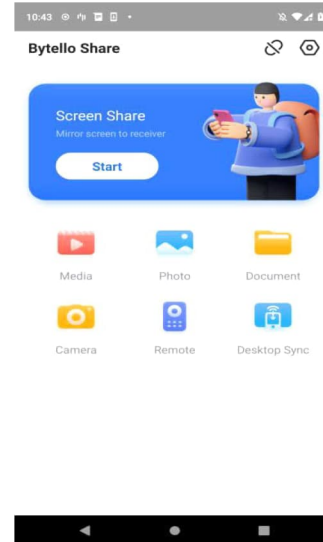 10:43
Bytello Share
Screen Share
Mirror screen to receiver
Start
Media Photo Document
Camera Remote Desktop Sync